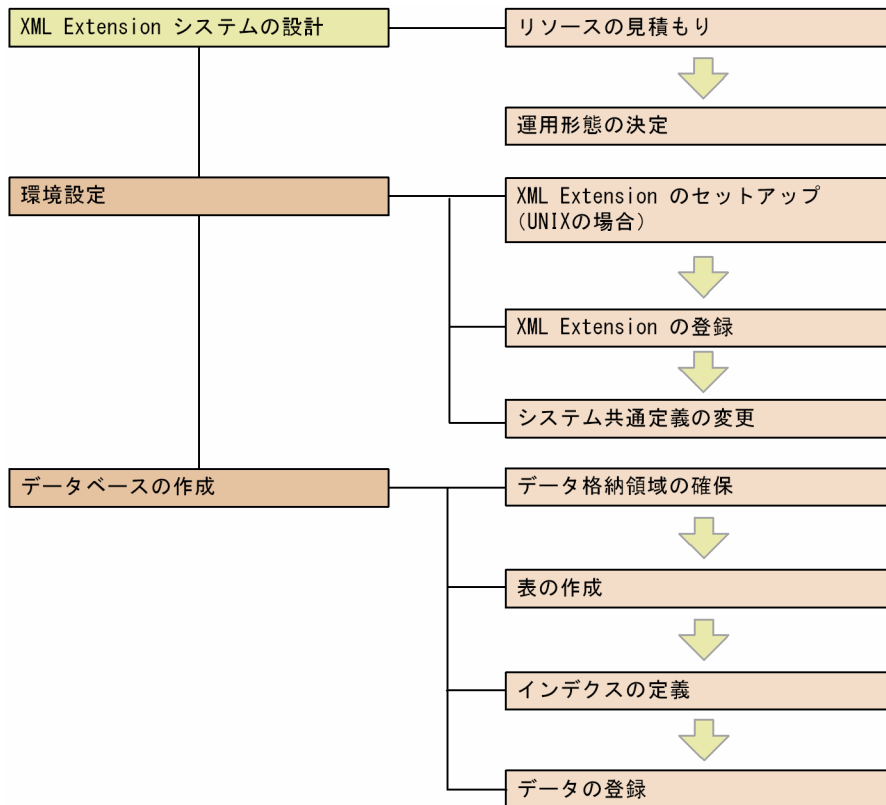 XML Extension システムの設計
リソースの見積もり
運用形態の決定
環境設定
XML Extension のセットアップ
(UNIXの場合)
XML Extension の登録
システム共通定義の変更
データベースの作成
データ格納領域の確保
表の作成
インデクスの定義
データの登録